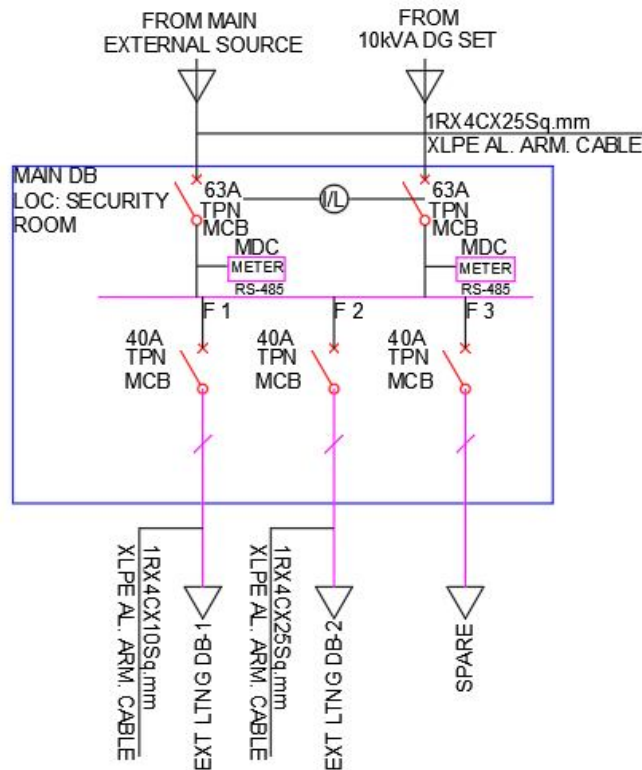 FROM MAIN
EXTERNAL SOURCE
FROM
10kVA DG SET
1RX4CX25Sq.mm
XLPE AL. ARM. CABLE
MAIN DB
LOC: SECURITY
ROOM
63A
TPN
MCB
I/L
63A
TPN
MCB
MDC
METER
RS-485
MDC
METER
RS-485
F 1
F 2
F 3
40A
TPN
MCB
40A
TPN
MCB
40A
TPN
MCB
1RX4CX10Sq.mm
XLPE AL. ARM. CABLE
EXT LTNG DB-1
1RX4CX25Sq.mm
XLPE AL. ARM. CABLE
EXT LTNG DB-2
SPARE